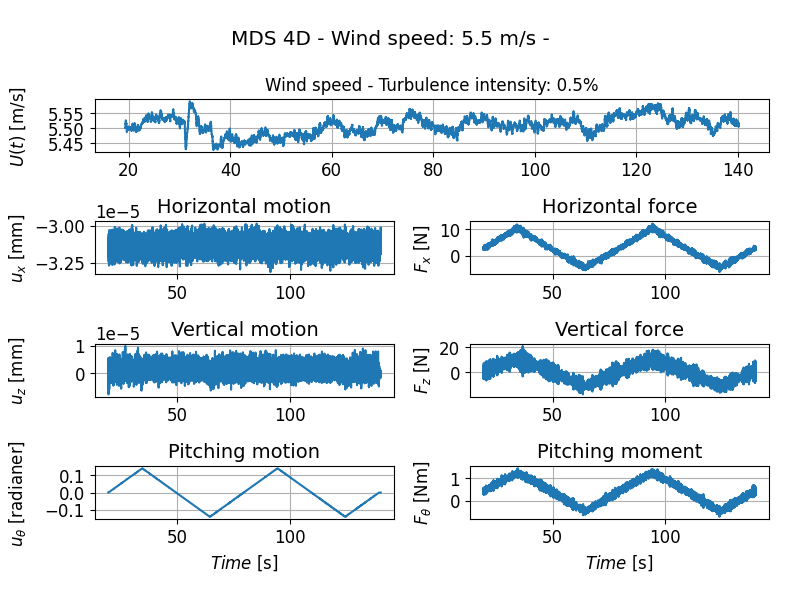 MDS 4D - Wind speed: 5.5 m/s -
Wind speed - Turbulence intensity: 0.5%
U(t) [m/s]
5.55
5.50
5.45
20 40 60 80 100 120 140
Horizontal motion
1e−5
u_x [mm]
−3.00
−3.25
50 100
Horizontal force
F_x [N]
10
0
50 100
Vertical motion
1e−5
u_z [mm]
1
0
50 100
Vertical force
F_z [N]
20
0
50 100
Pitching motion
u_θ [radianer]
0.1
0.0
−0.1
50 100
Time [s]
Pitching moment
F_θ [Nm]
1
0
50 100
Time [s]